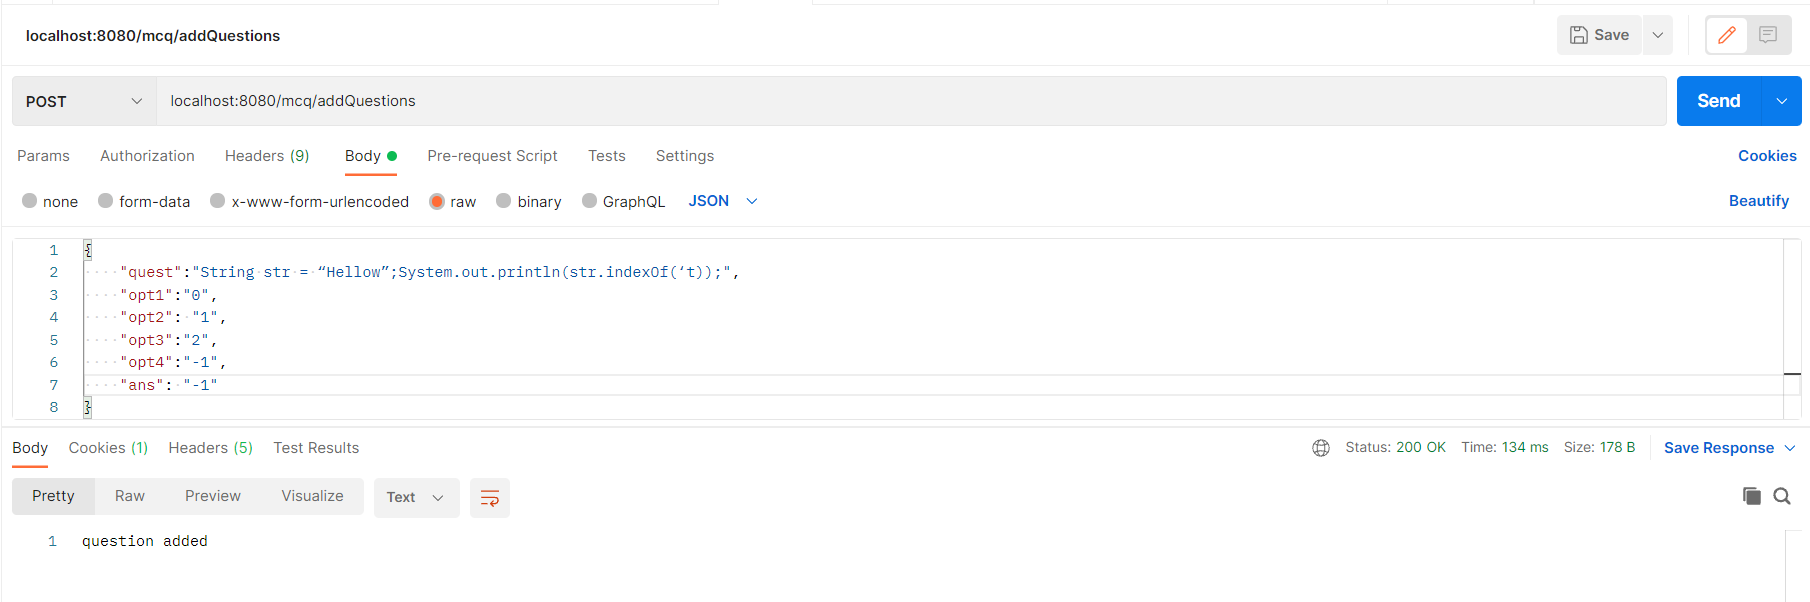 localhost:8080/mcq/addQuestions
Save
POST
localhost:8080/mcq/addQuestions
Send
Params Authorization Headers (9) Body Pre-request Script Tests Settings Cookies
none form-data x-www-form-urlencoded raw binary GraphQL JSON Beautify
1 {
2 "quest":"String str = “Hellow”;System.out.println(str.indexOf(‘t));",
3 "opt1":"0",
4 "opt2": "1",
5 "opt3":"2",
6 "opt4":"-1",
7 "ans": "-1"
8 }
Body Cookies (1) Headers (5) Test Results Status: 200 OK Time: 134 ms Size: 178 B Save Response
Pretty Raw Preview Visualize Text
1 question added